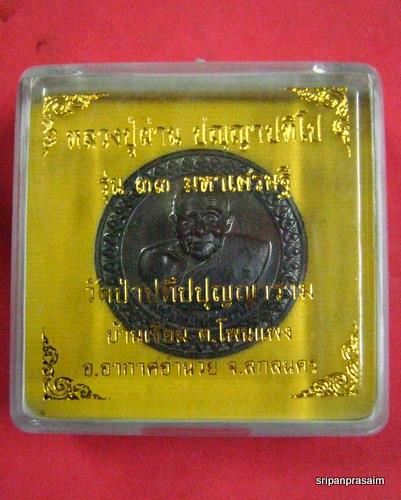 หลวงปู่ผ่าน ปญฺญาปทีโป
รุ่น ๓๓ มหาเศรษฐี
วัดป่าปทีปปุญญาราม
บ้านเซือม ต.โพนแพง
อ.อากาศอำนวย จ.สกลนคร
sripanprasaim